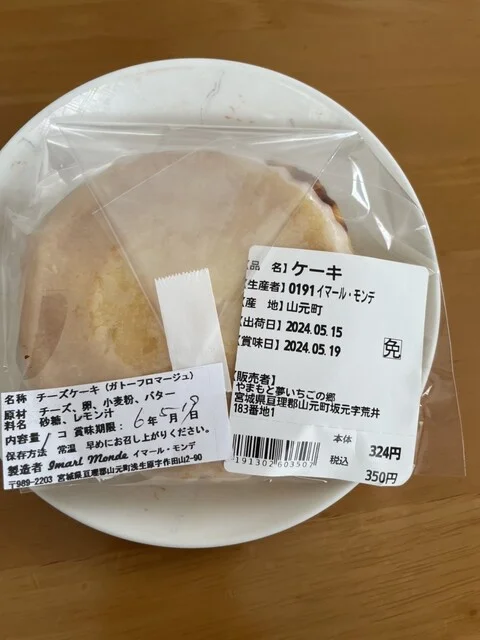 【品 名】ケーキ
【生産者】0191イマール・モンデ
【産 地】山元町
【出荷日】2024.05.15
【賞味日】2024.05.19
免
【販売者】
やまもと夢いちごの郷
宮城県亘理郡山元町坂元字荒井
183番地1
本体 324円
税込 350円
191302603507
名称 チーズケーキ（ガトーフロマージュ）
原材 チーズ、卵、小麦粉、バター
料名 砂糖、レモン汁
内容量 1コ 賞味期限： 6年5月19日
保存方法 常温 早めにお召し上がりください。
製造者 Imart Monde イマール・モンデ
〒989-2203 宮城県亘理郡山元町浅生原字作田山2-90